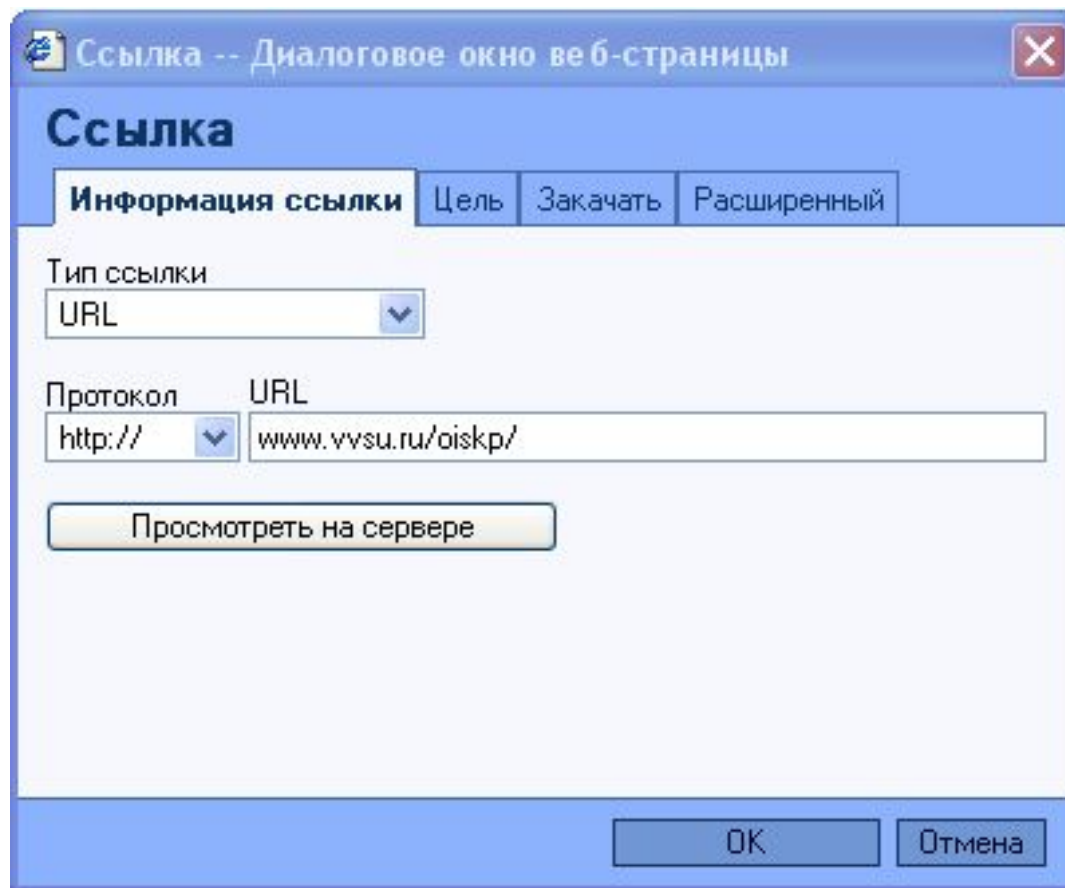 Ссылка -- Диалоговое окно веб-страницы
Ссылка
Информация ссылки Цель Закачать Расширенный
Тип ссылки
URL
Протокол URL
http:// www.vvsu.ru/oiskp/
Просмотреть на сервере
OK Отмена